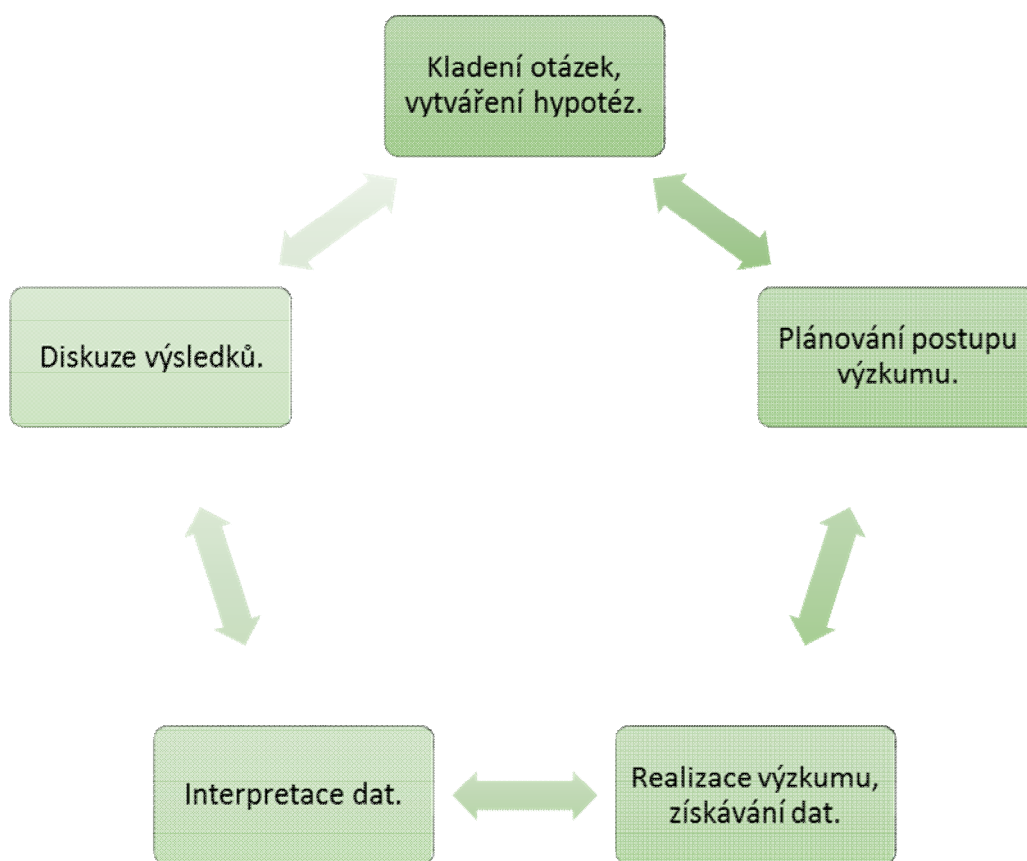 Kladení otázek,
vytváření hypotéz.
Plánování postupu
výzkumu.
Realizace výzkumu,
získávání dat.
Interpretace dat.
Diskuze výsledků.